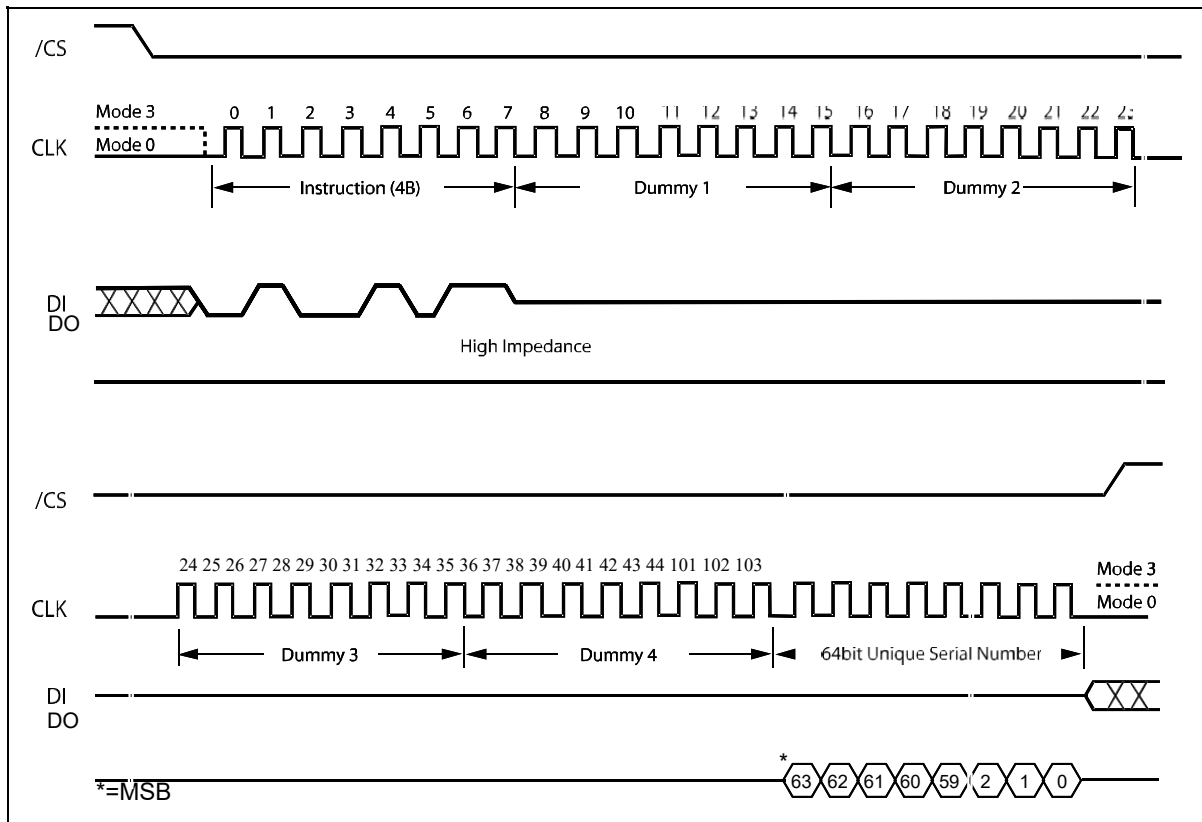 /CS
Mode 3
0 1 2 3 4 5 6 7 8 9 10 11 12 13 14 15 16 17 18 19 20 21 22
CLK
Mode 0
Instruction (4B)
Dummy 1
Dummy 2
DI
DO
High Impedance
/CS
24 25 26 27 28 29 30 31 32 33 34 35 36 37 38 39 40 41 42 43 44 101 102 103
Mode 3
CLK
Mode 0
Dummy 3
Dummy 4
64bit Unique Serial Number
DI
DO
*
63 62 61 60 59 2 1 0
*=MSB